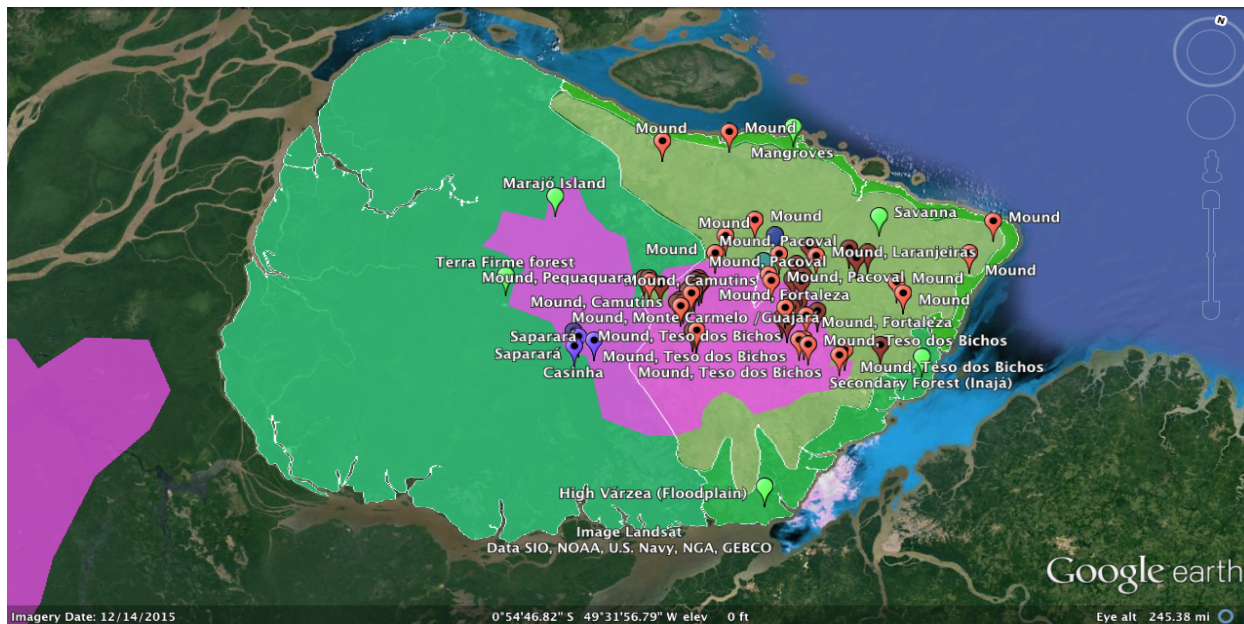 N
Mound
Mound
Mangroves
Marajó Island
Mound
Mound
Savanna
Mound
Mound, Pacoval
Mound
Mound, Laranjeiras
Terra Firme forest
Mound, Pacoval
Mound
Mound, Pequaquara
Mound, Camutins
Mound, Pacoval
Mound
Mound, Fortaleza
Mound
Mound, Camutins
Mound, Monte Carmelo /Guajará
Mound, Fortaleza
Saparará
Mound, Teso dos Bichos
Mound, Teso dos Bichos
Saparará
Mound, Teso dos Bichos
Casinha
Mound, Teso dos Bichos
Mound, Teso dos Bichos
Secondary Forest (Inajá)
High Várzea (Floodplain)
Image Landsat
Data SIO, NOAA, U.S. Navy, NGA, GEBCO
Google earth
Imagery Date: 12/14/2015 0°54'46.82" S 49°31'56.79" W elev 0 ft Eye alt 245.38 mi